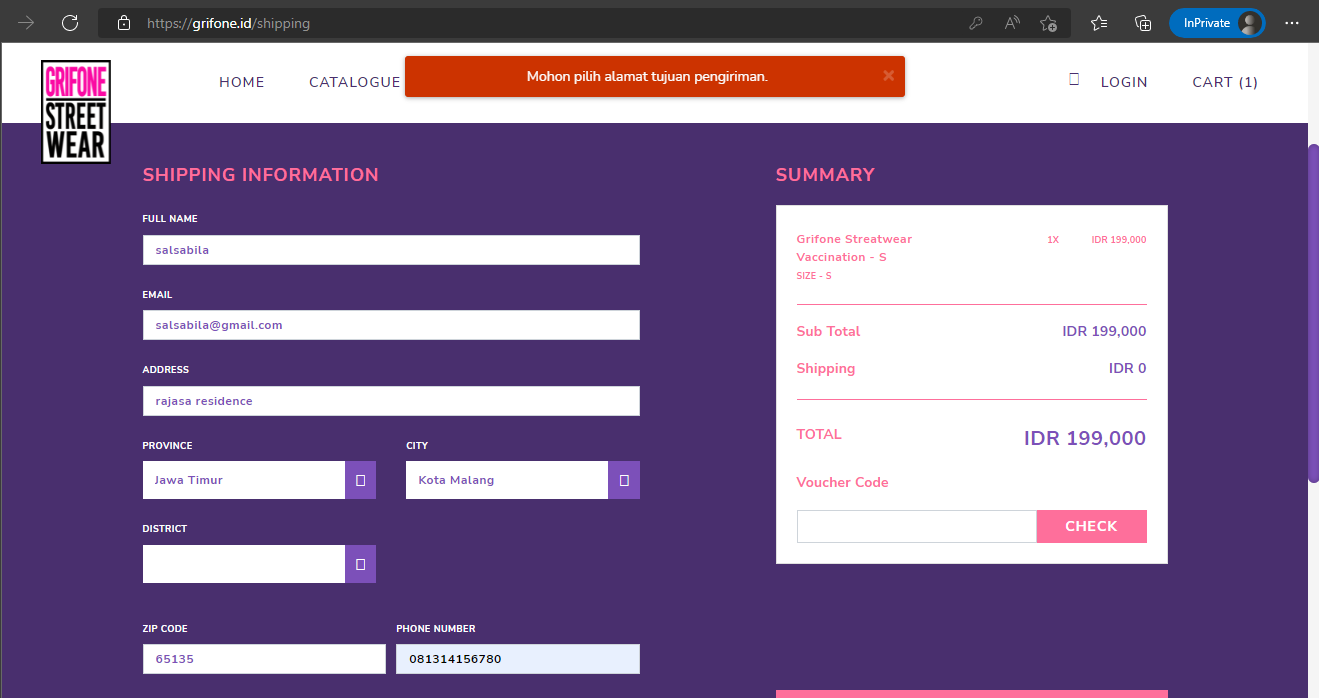 https://grifone.id/shipping
InPrivate
GRIFONE
STREET
WEAR
HOME
CATALOGUE
Mohon pilih alamat tujuan pengiriman.
×
LOGIN
CART (1)
SHIPPING INFORMATION
FULL NAME
salsabila
EMAIL
salsabila@gmail.com
ADDRESS
rajasa residence
PROVINCE
CITY
Jawa Timur
Kota Malang
DISTRICT
ZIP CODE
PHONE NUMBER
65135
081314156780
SUMMARY
Grifone Streatwear 1X IDR 199,000
Vaccination - S
SIZE - S
Sub Total IDR 199,000
Shipping IDR 0
TOTAL IDR 199,000
Voucher Code
CHECK